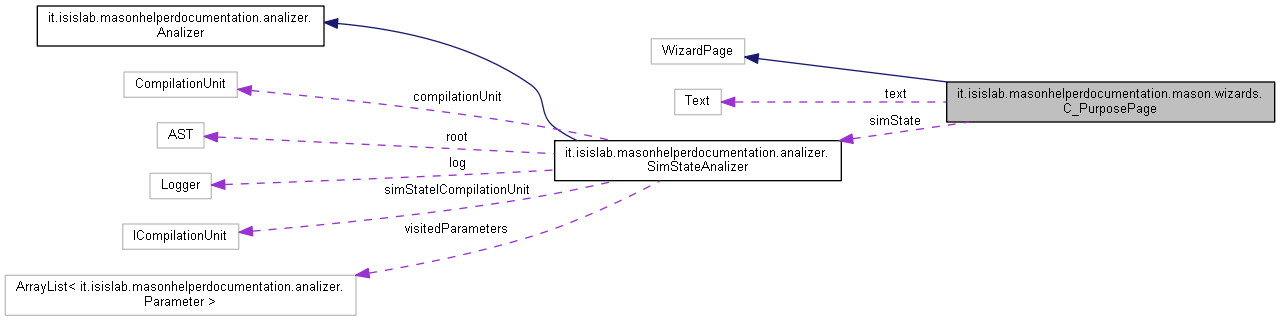 it.isislab.masonhelperdocumentation.analizer.
Analizer
WizardPage
CompilationUnit
compilationUnit
Text
text
it.isislab.masonhelperdocumentation.mason.wizards.
C_PurposePage
simState
AST
root
it.isislab.masonhelperdocumentation.analizer.
SimStateAnalizer
log
Logger
simStateICompilationUnit
ICompilationUnit
visitedParameters
ArrayList< it.isislab.masonhelperdocumentation.analizer.
Parameter >